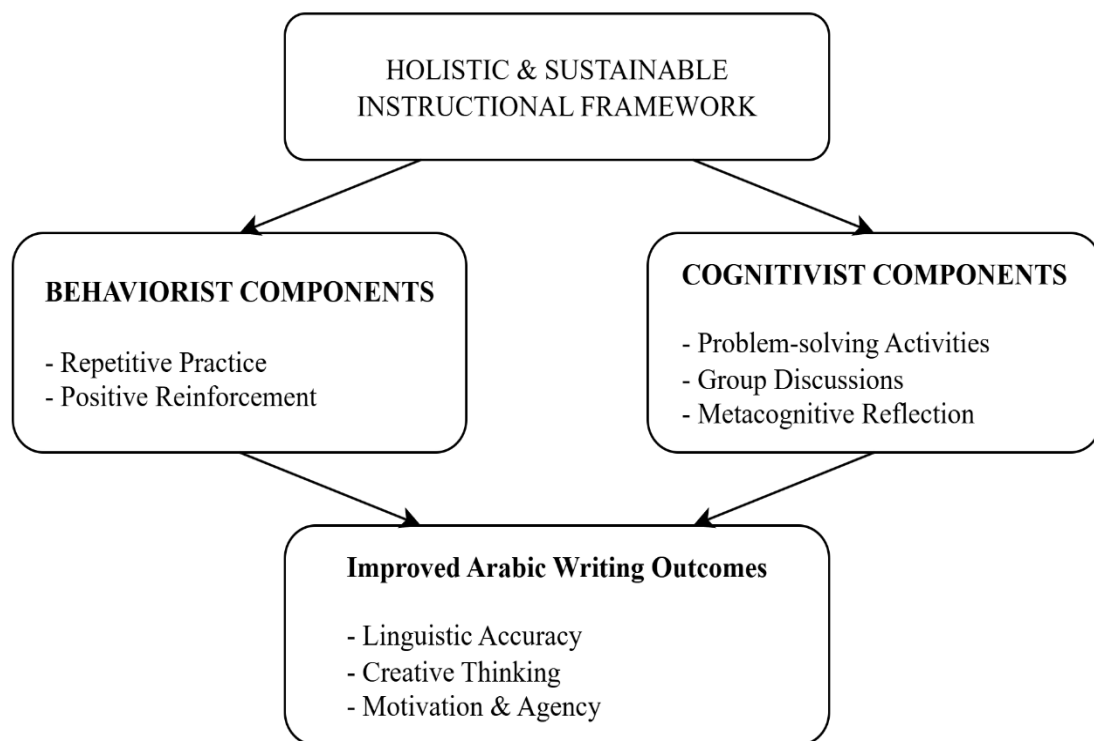 HOLISTIC & SUSTAINABLE
INSTRUCTIONAL FRAMEWORK
BEHAVIORIST COMPONENTS
- Repetitive Practice
- Positive Reinforcement
COGNITIVIST COMPONENTS
- Problem-solving Activities
- Group Discussions
- Metacognitive Reflection
Improved Arabic Writing Outcomes
- Linguistic Accuracy
- Creative Thinking
- Motivation & Agency